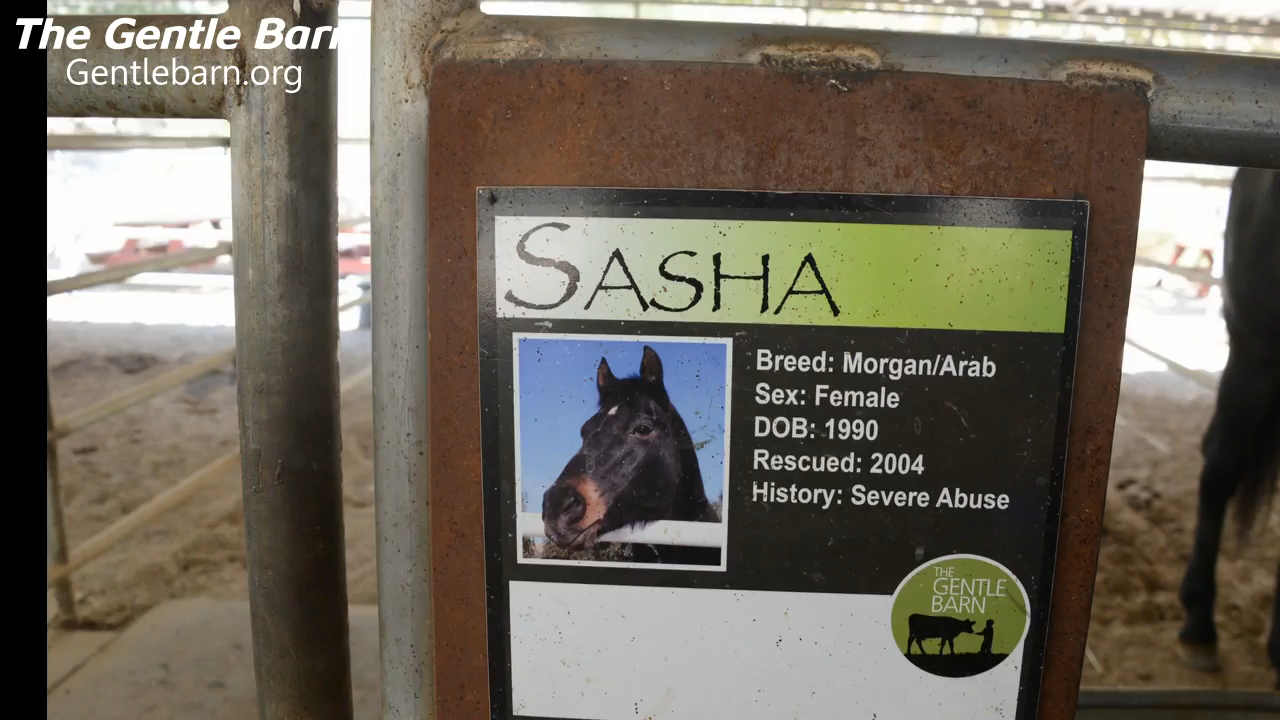 The Gentle Barn
Gentlebarn.org
SASHA
Breed: Morgan/Arab
Sex: Female
DOB: 1990
Rescued: 2004
History: Severe Abuse
THE
GENTLE
BARN